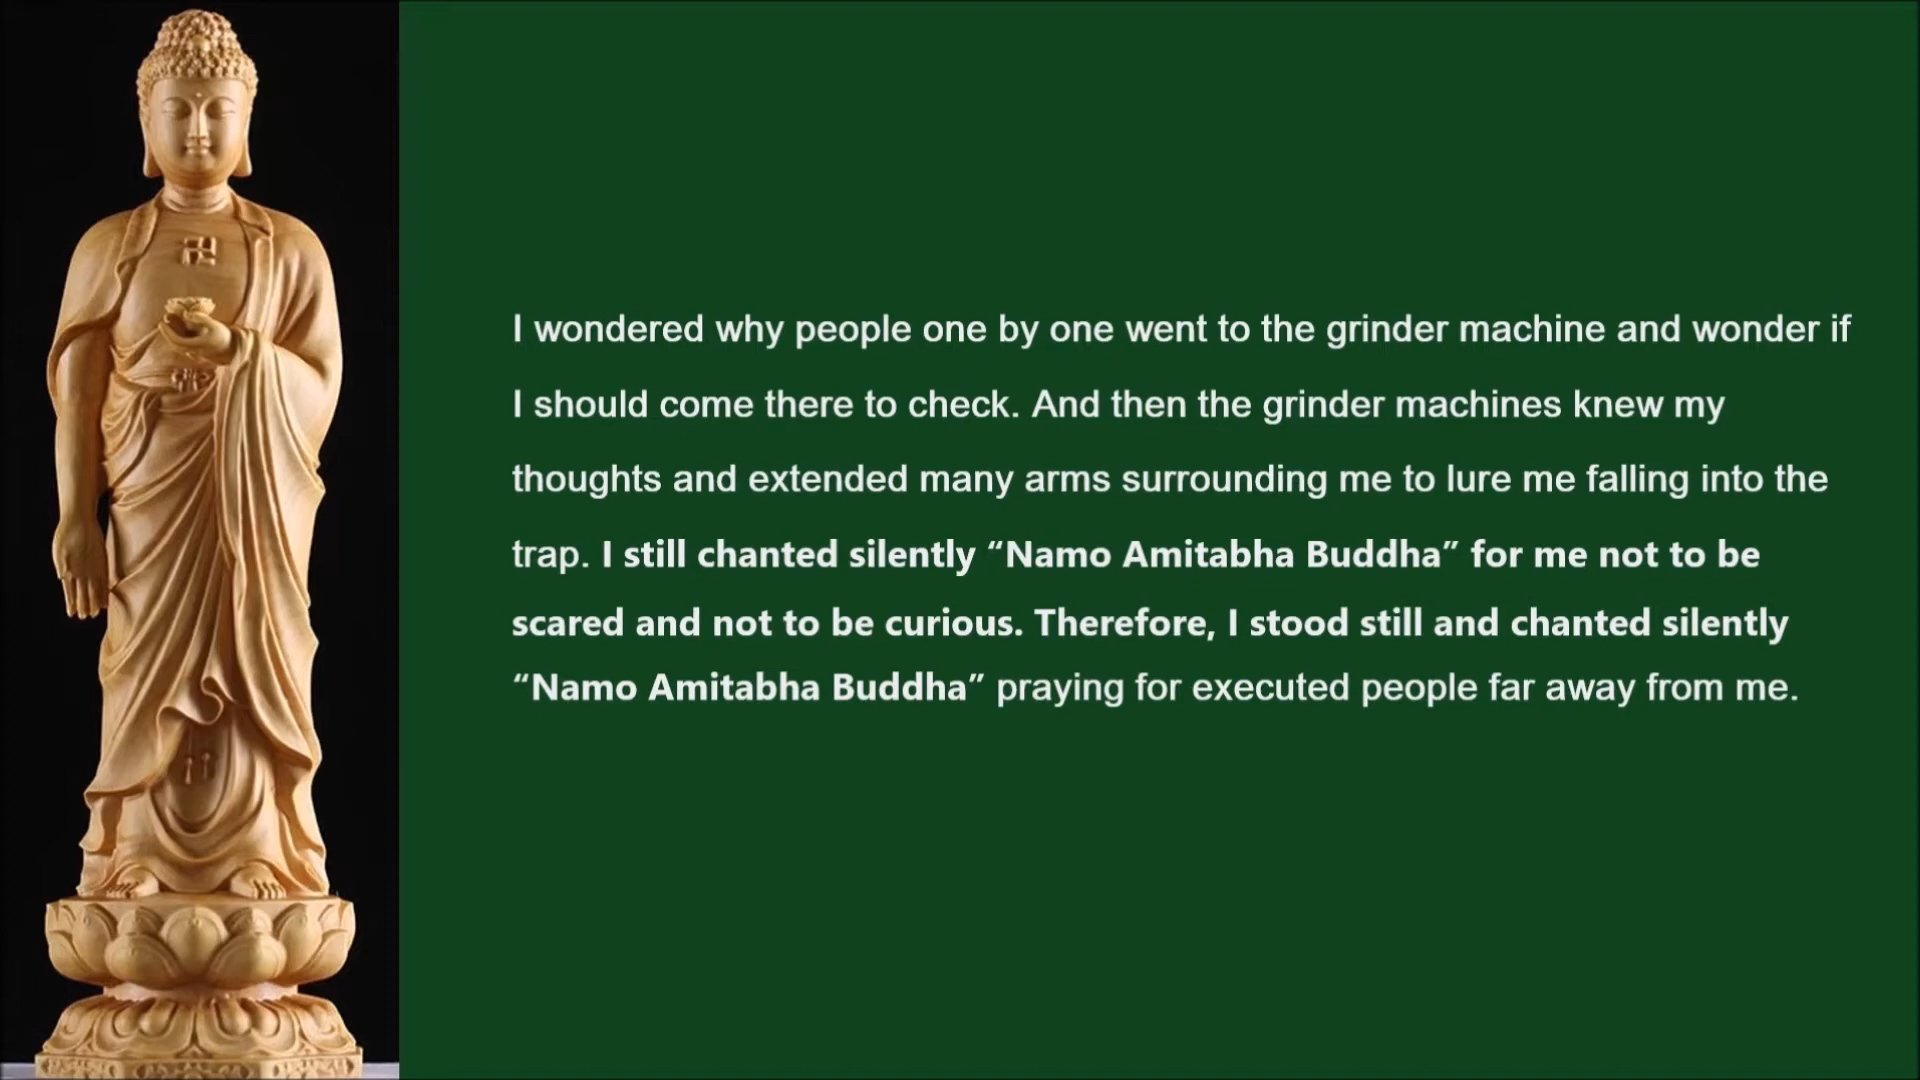 I wondered why people one by one went to the grinder machine and wonder if
I should come there to check. And then the grinder machines knew my
thoughts and extended many arms surrounding me to lure me falling into the
trap. I still chanted silently “Namo Amitabha Buddha” for me not to be
scared and not to be curious. Therefore, I stood still and chanted silently
“Namo Amitabha Buddha” praying for executed people far away from me.